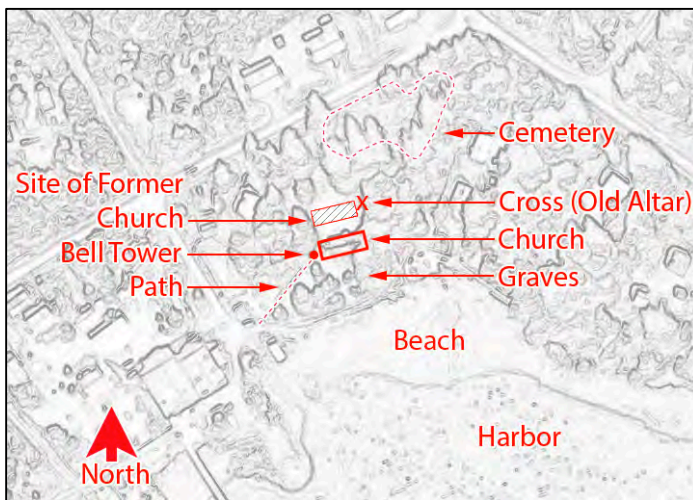 Cemetery
Site of Former
Church
Cross (Old Altar)
X
Church
Bell Tower
Graves
Path
Beach
Harbor
North